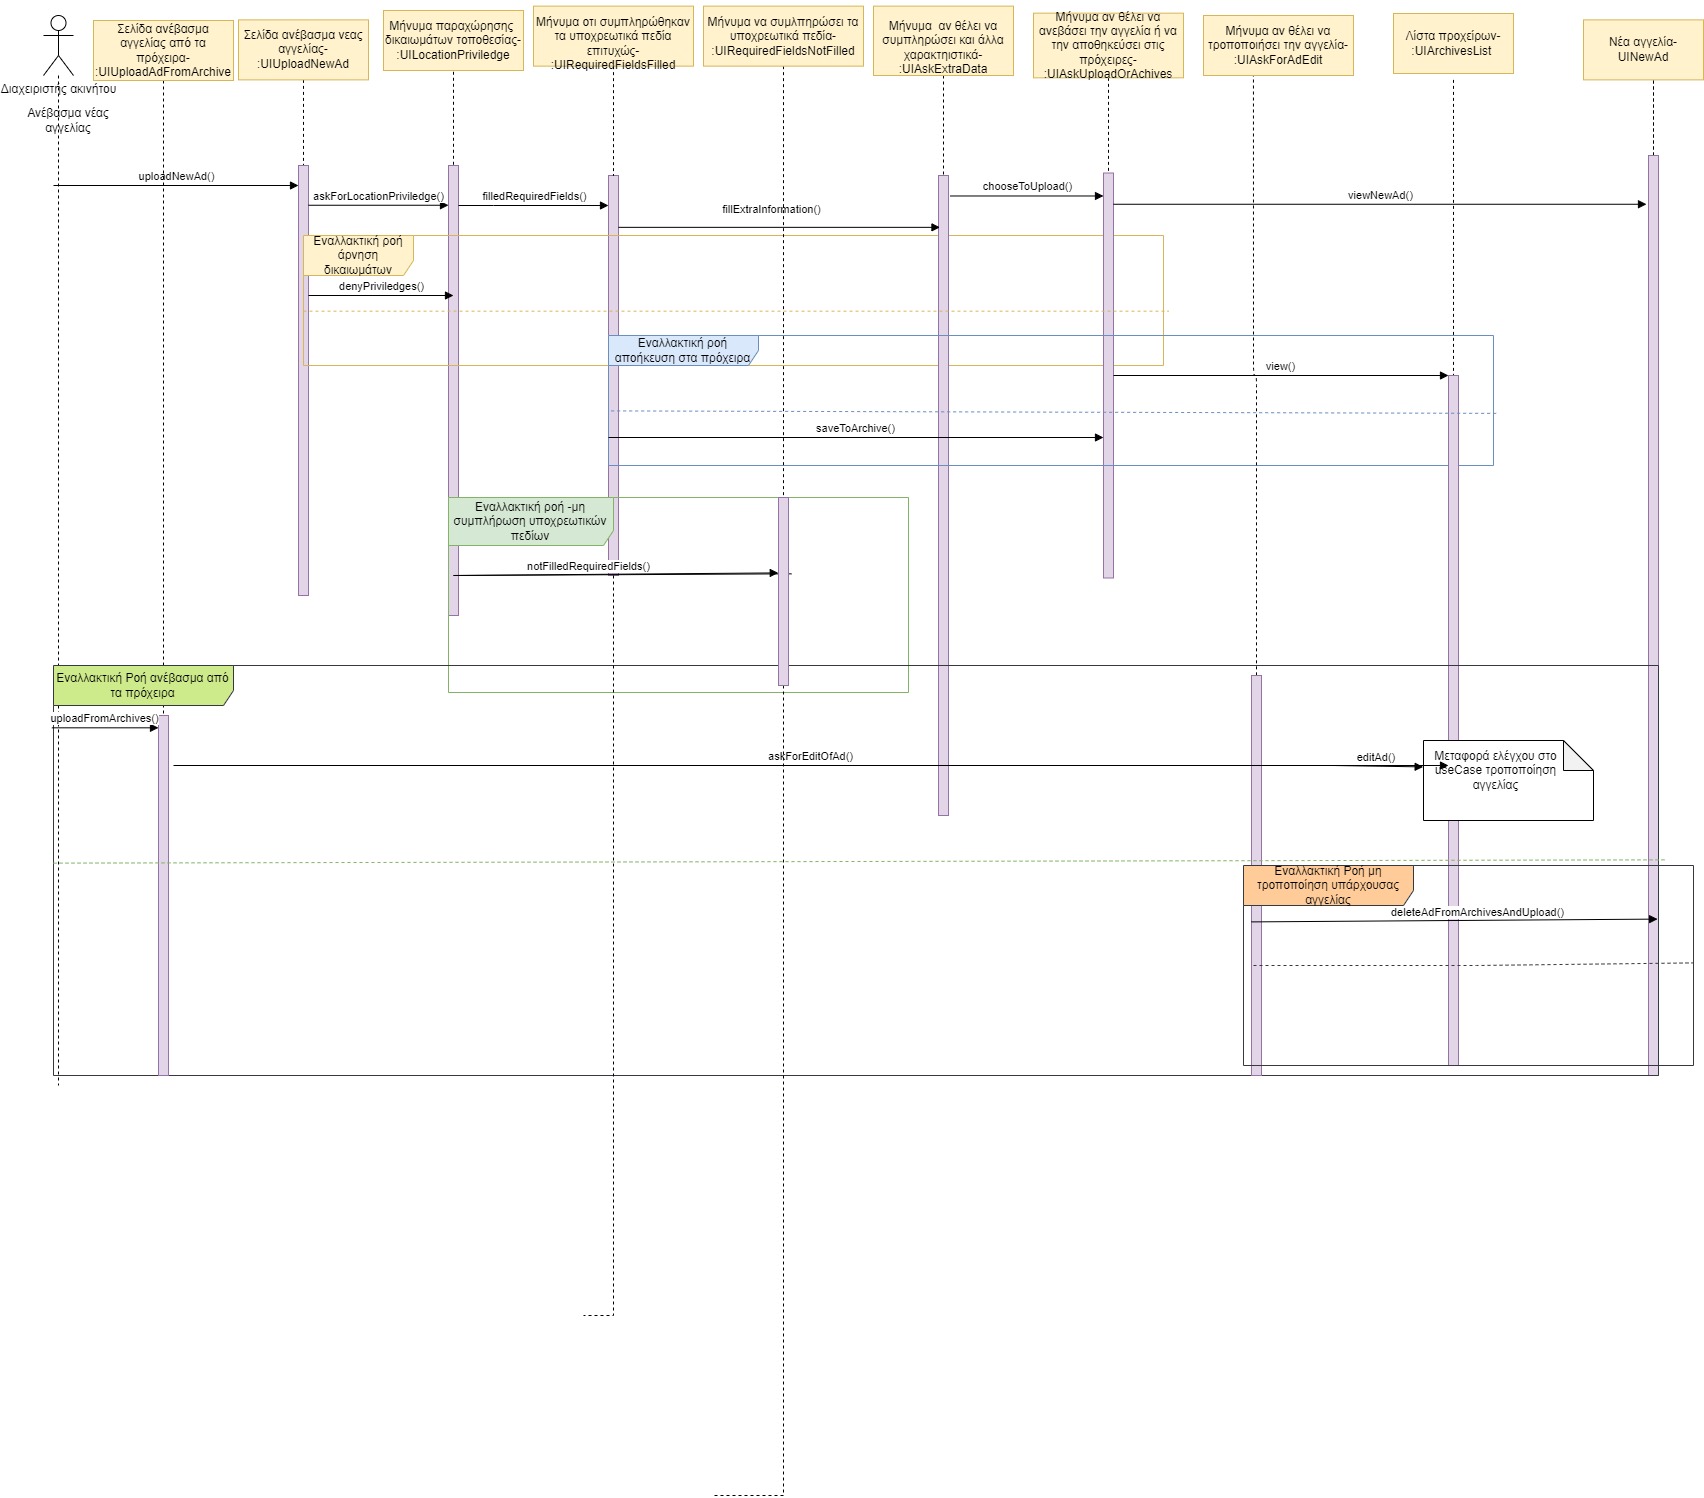 Διαχειριστής ακινήτου
Ανέβασμα νέας
αγγελίας
Σελίδα ανέβασμα
αγγελίας από τα
πρόχειρα-
:UIUploadAdFromArchive
Σελίδα ανέβασμα νεας
αγγελίας-
:UIUploadNewAd
Μήνυμα παραχώρησης
δικαιωμάτων τοποθεσίας-
:UILocationPriviledge
Μήνυμα οτι συμπληρώθηκαν
τα υποχρεωτικά πεδία
επιτυχώς-
:UIRequiredFieldsFilled
Μήνυμα να συμλπηρώσει τα
υποχρεωτικά πεδία-
:UIRequiredFieldsNotFilled
Μήνυμα  αν θέλει να
συμπληρώσει και άλλα
χαρακτηιστικά-
:UIAskExtraData
Μήνυμα αν θέλει να
ανεβάσει την αγγελία ή να
την αποθηκεύσει στις
πρόχειρες-
:UIAskUploadOrAchives
Μήνυμα αν θέλει να
τροποποιήσει την αγγελία-
:UIAskForAdEdit
Λίστα προχείρων-
:UIArchivesList
Νέα αγγελία-
UINewAd
uploadNewAd()
askForLocationPriviledge()
filledRequiredFields()
fillExtraInformation()
chooseToUpload()
viewNewAd()
Εναλλακτική ροή
άρνηση
δικαιωμάτων
denyPriviledges()
Εναλλακτική ροή
αποήκευση στα πρόχειρα
view()
saveToArchive()
Εναλλακτική ροή -μη
συμπλήρωση υποχρεωτικών
πεδίων
notFilledRequiredFields()
Εναλλακτική Ροή ανέβασμα από
τα πρόχειρα
uploadFromArchives()
askForEditOfAd()
editAd()
Μεταφορά ελέγχου στο
useCase τροποποίηση
αγγελίας
Εναλλακτική Ροή μη
τροποποίηση υπάρχουσας
αγγελίας
deleteAdFromArchivesAndUpload()